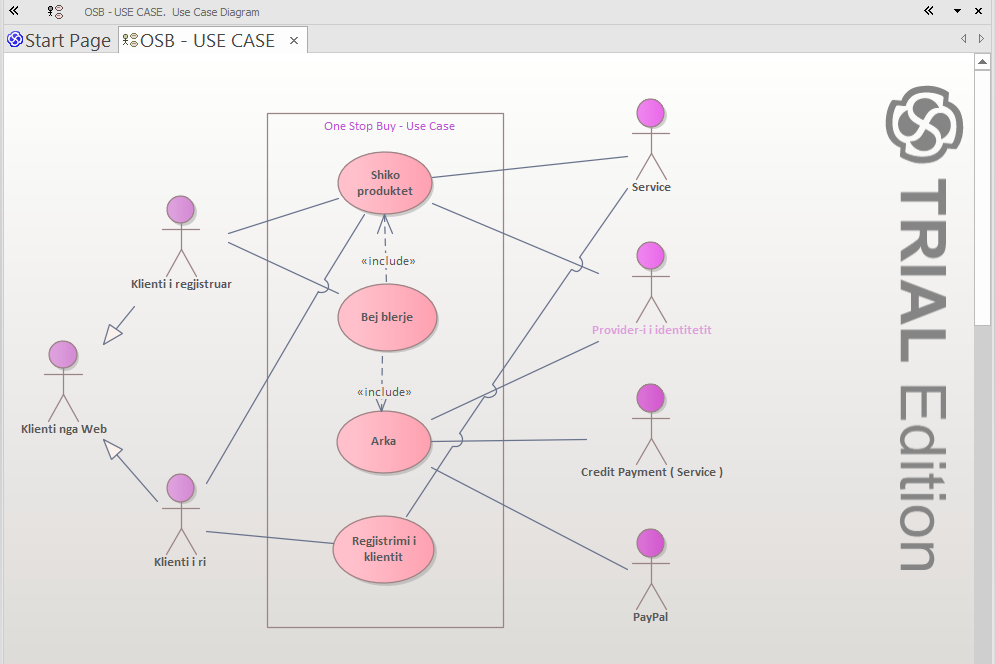 OSB - USE CASE. Use Case Diagram
Start Page
OSB - USE CASE
One Stop Buy - Use Case
Shiko
produktet
Service
«include»
Klienti i regjistruar
Bej blerje
Provider-i i identitetit
«include»
Klienti nga Web
Arka
Credit Payment ( Service )
Regjistrimi i
klientit
Klienti i ri
PayPal
TRIAL Edition